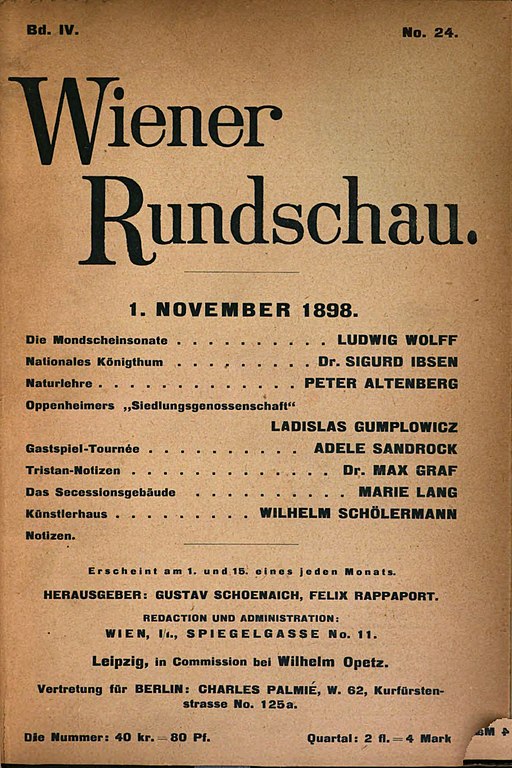 Bd. IV. No. 24.
Wiener
Rundschau.
1. NOVEMBER 1898.
Die Mondscheinsonate . . . . . . . . . . LUDWIG WOLFF
Nationales Königthum . . . . . . . . Dr. SIGURD IBSEN
Naturlehre . . . . . . . . . . . . . PETER ALTENBERG
Oppenheimers „Siedlungsgenossenschaft“
LADISLAS GUMPLOWICZ
Gastspiel-Tournée . . . . . . . . . . ADELE SANDROCK
Tristan-Notizen . . . . . . . . . . . . . Dr. MAX GRAF
Das Secessionsgebäude . . . . . . . . . . MARIE LANG
Künstlerhaus . . . . . . . . . WILHELM SCHÖLERMANN
Notizen.
Erscheint am 1. und 15. eines jeden Monats.
HERAUSGEBER: GUSTAV SCHOENAICH, FELIX RAPPAPORT.
REDACTION UND ADMINISTRATION:
WIEN, I/1., SPIEGELGASSE No. 11.
Leipzig, in Commission bei Wilhelm Opetz.
Vertretung für BERLIN: CHARLES PALMIÉ, W. 62, Kurfürsten-
strasse No. 125a.
Die Nummer: 40 kr. = 80 Pf. Quartal: 2 fl. = 4 Mark